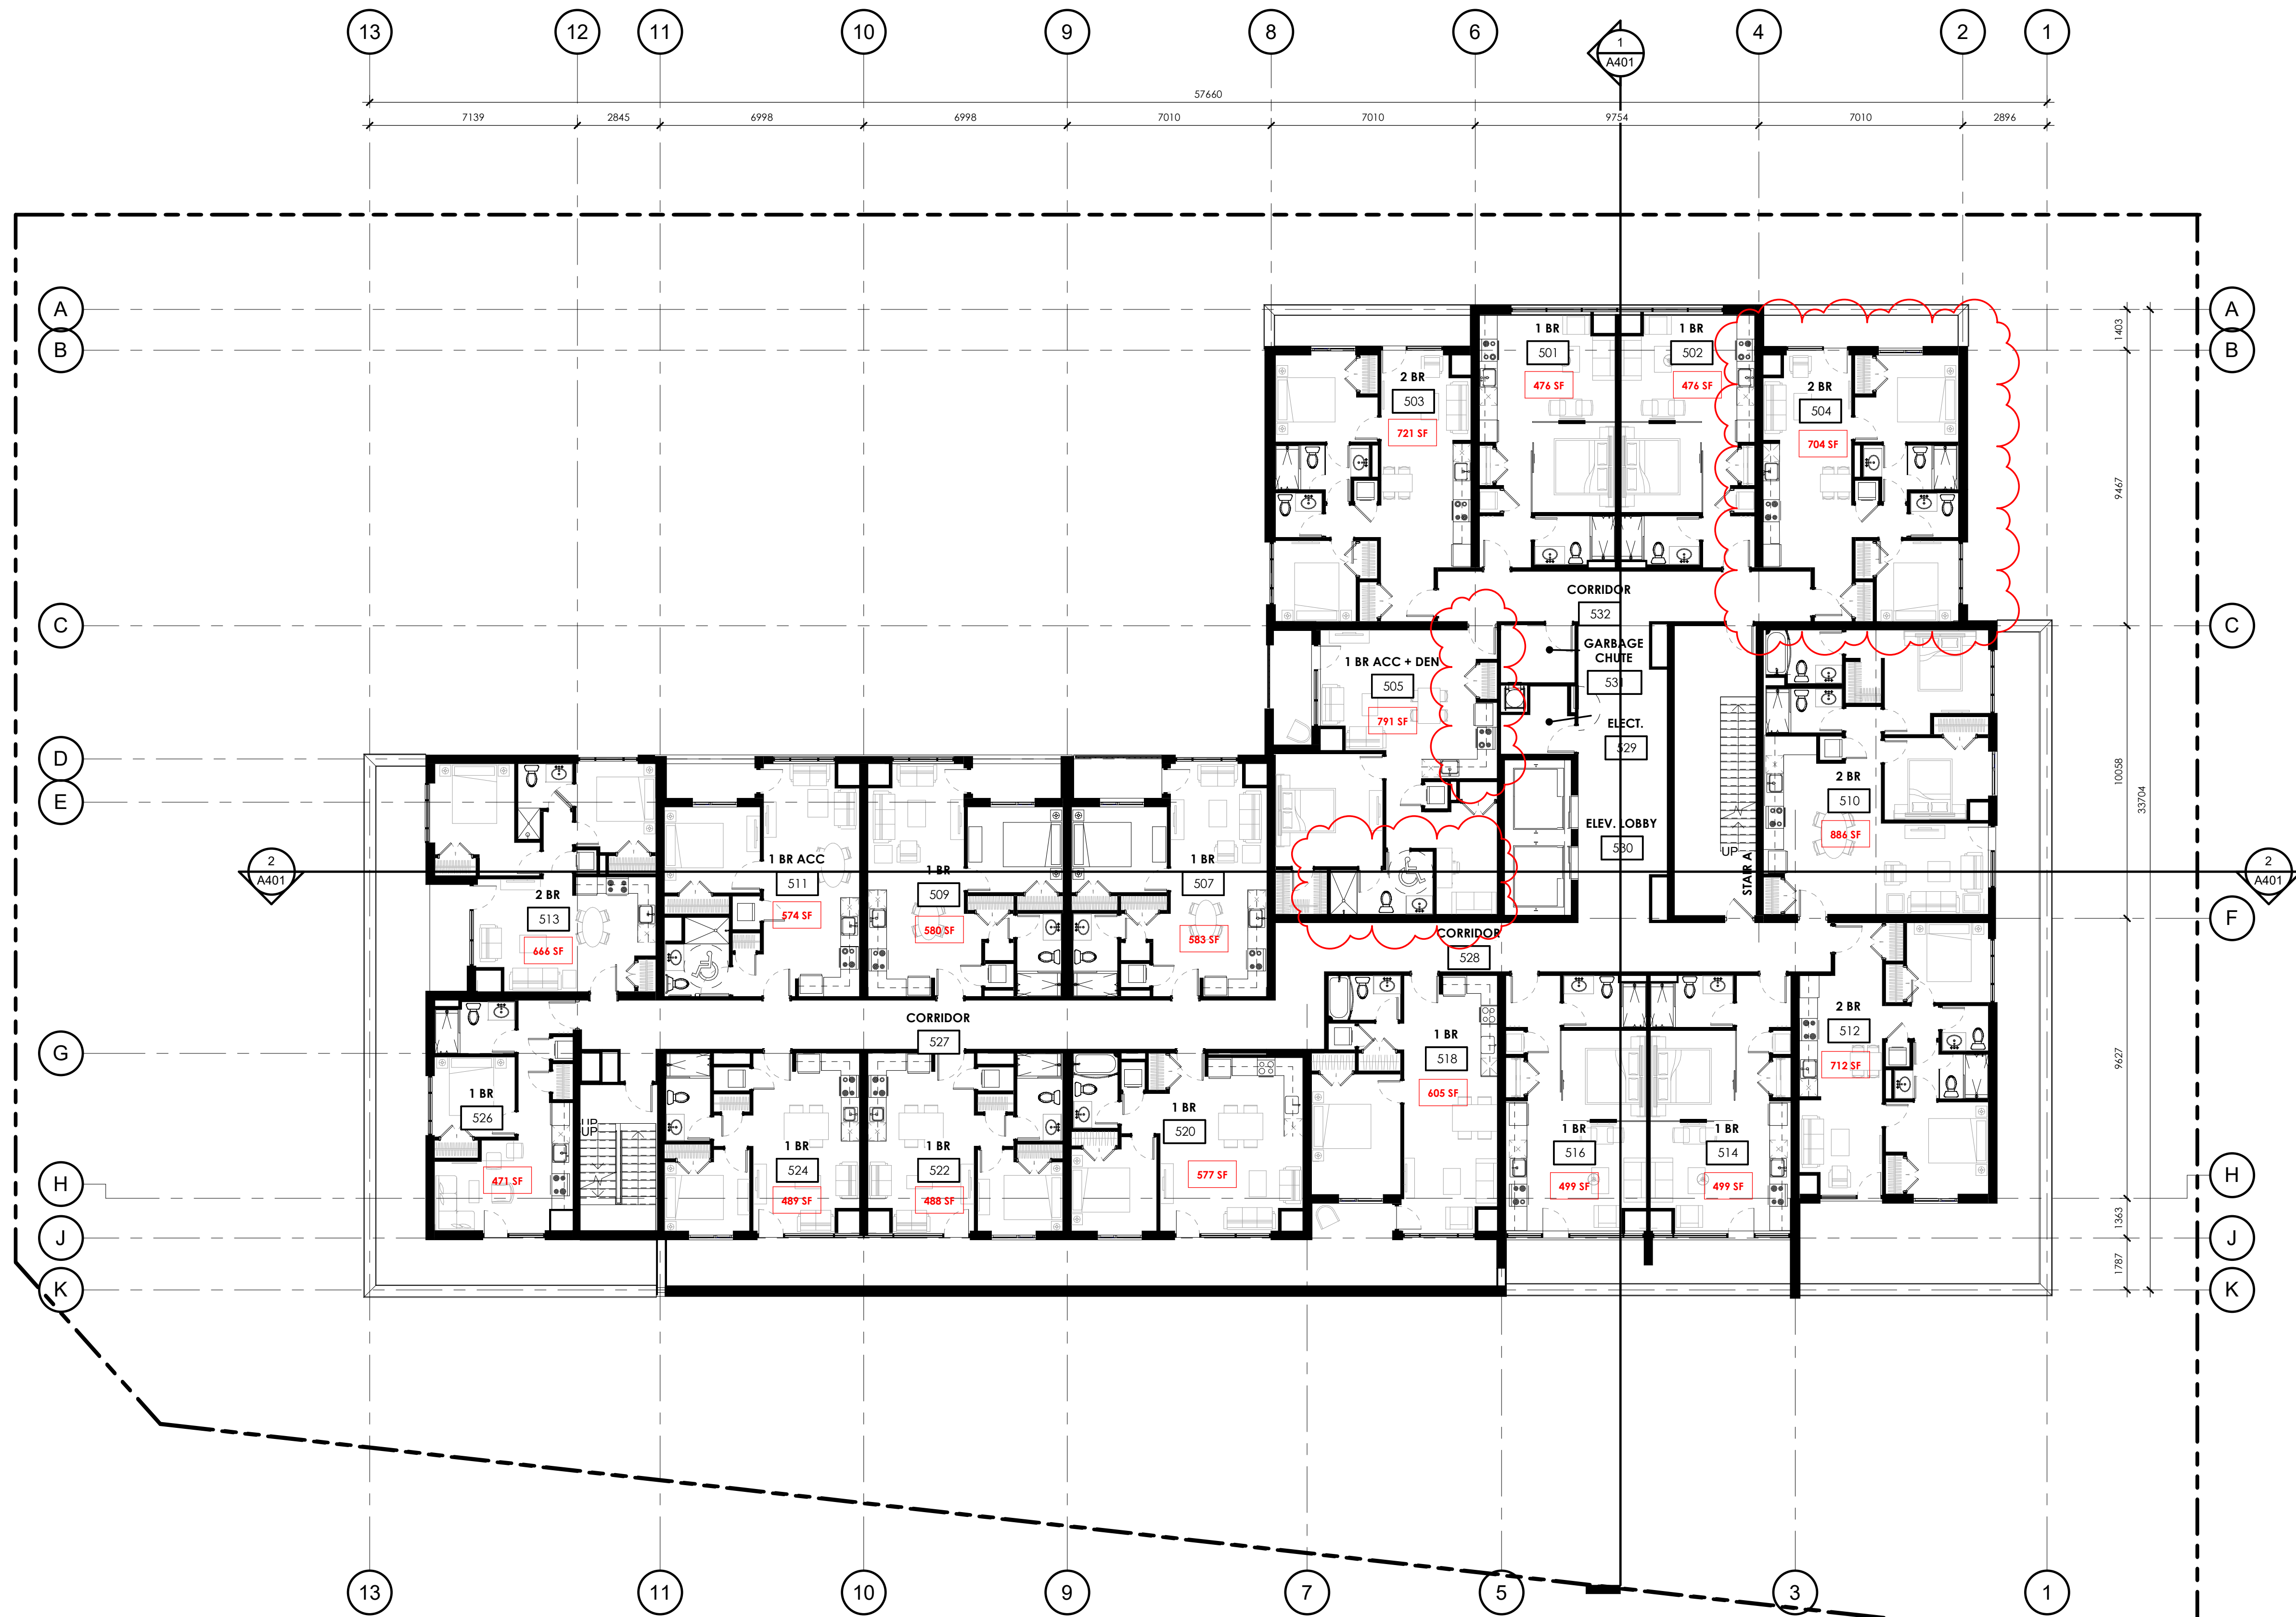 13
12
11
10
9
8
6
1
A401
4
2
1
57660
7139
2845
6998
6998
7010
7010
9754
7010
2896
A
A
B
B
1403
1 BR
501
476 SF
1 BR
502
476 SF
2 BR
503
721 SF
2 BR
504
704 SF
9467
CORRIDOR
532
C
C
GARBAGE
CHUTE
531
1 BR ACC + DEN
505
791 SF
ELECT.
529
D
D
E
E
10058
33704
2 BR
510
886 SF
ELEV. LOBBY
530
UP
STAIR A
2
A401
2
A401
1 BR ACC
511
574 SF
1 BR
509
580 SF
1 BR
507
583 SF
2 BR
513
666 SF
F
F
CORRIDOR
528
CORRIDOR
527
G
G
1 BR
518
605 SF
2 BR
512
712 SF
9627
1 BR
526
471 SF
UP
UP
1 BR
524
489 SF
1 BR
522
488 SF
1 BR
520
577 SF
1 BR
516
499 SF
1 BR
514
499 SF
H
H
1363
J
J
1787
K
K
13
11
10
9
7
5
3
1